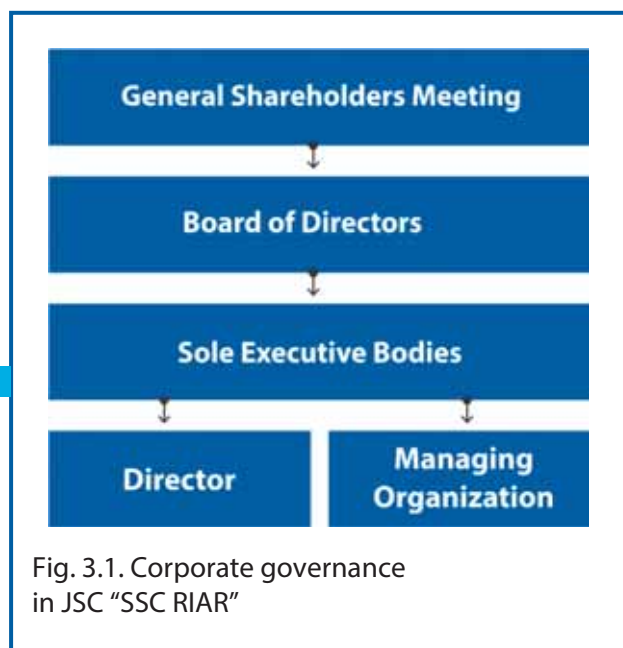 General Shareholders Meeting
Board of Directors
Sole Executive Bodies
Director
Managing
Organization
Fig. 3.1. Corporate governance
in JSC “SSC RIAR”